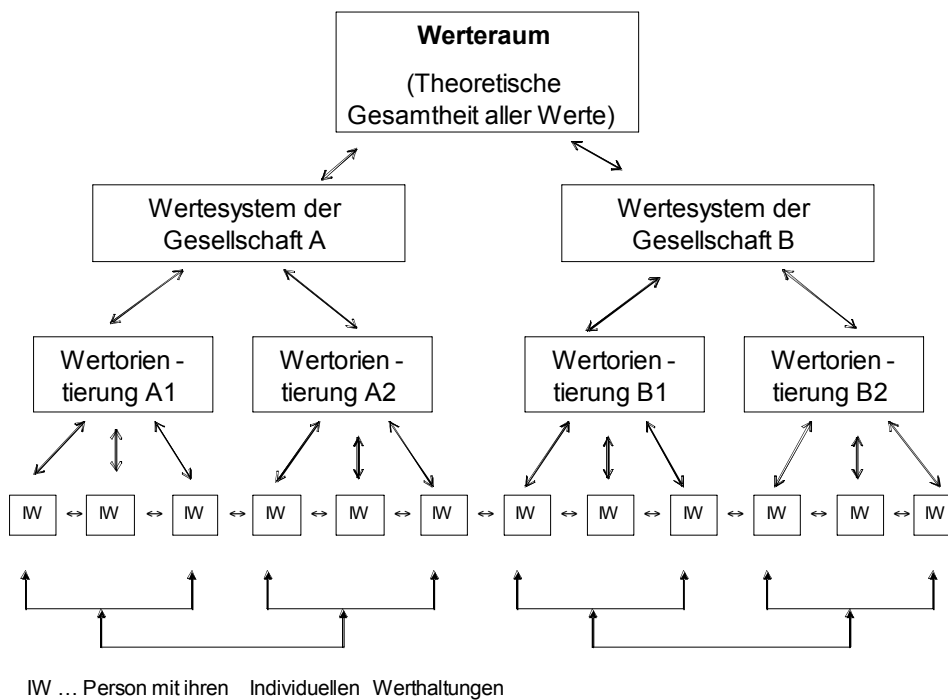 Werteraum
(Theoretische
Gesamtheit aller Werte)
Wertesystem der
Gesellschaft A
Wertesystem der
Gesellschaft B
Wertorien -
tierung A1
Wertorien -
tierung A2
Wertorien -
tierung B1
Wertorien -
tierung B2
IW IW IW IW IW IW IW IW IW IW IW IW
IW … Person mit ihren Individuellen Werthaltungen